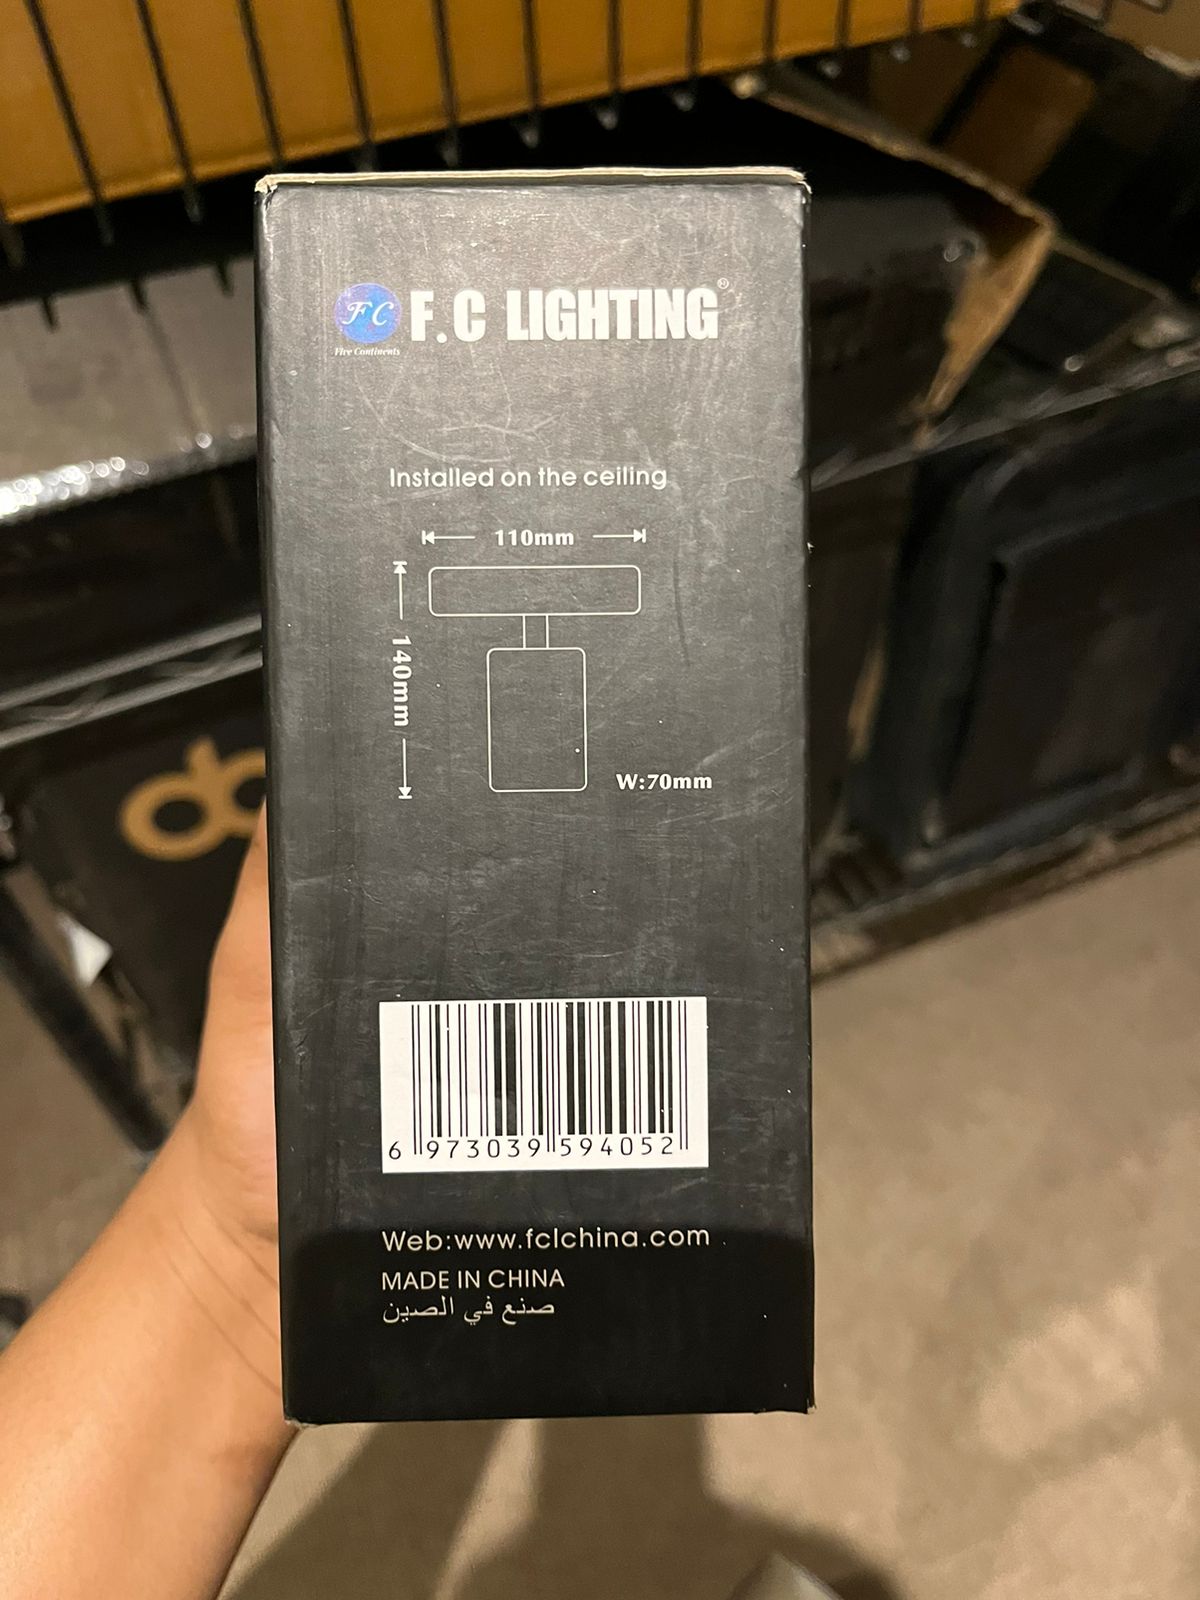 FC
Five Continents
F.C LIGHTING®
Installed on the ceiling
110mm
140mm
W:70mm
6 973039 594052
Web:www.fclchina.com
MADE IN CHINA
صنع في الصين